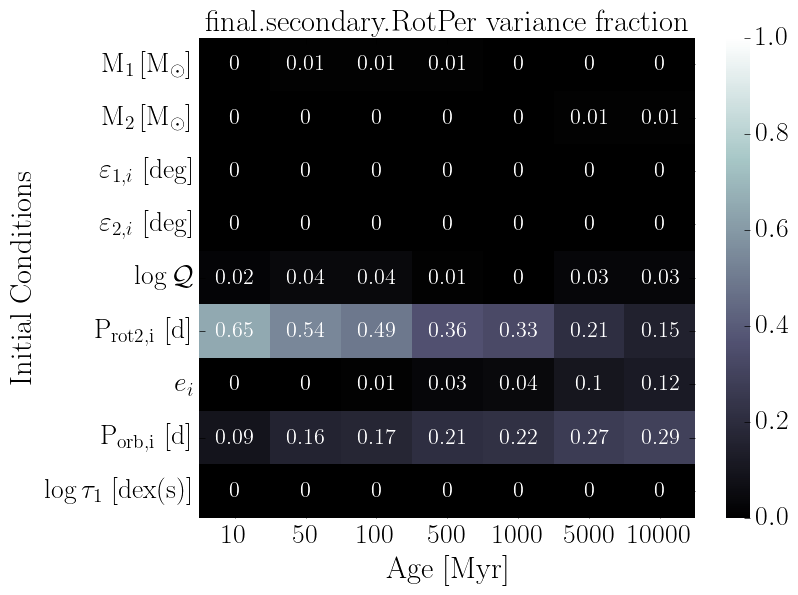 final.secondary.RotPer variance fraction
M₁ [M⊙] 0 0.01 0.01 0.01 0 0 0
M₂ [M⊙] 0 0 0 0 0 0.01 0.01
ε₁,ᵢ [deg] 0 0 0 0 0 0 0
ε₂,ᵢ [deg] 0 0 0 0 0 0 0
log 𝒬 0.02 0.04 0.04 0.01 0 0.03 0.03
P_rot2,i [d] 0.65 0.54 0.49 0.36 0.33 0.21 0.15
eᵢ 0 0 0.01 0.03 0.04 0.1 0.12
P_orb,i [d] 0.09 0.16 0.17 0.21 0.22 0.27 0.29
log τ₁ [dex(s)] 0 0 0 0 0 0 0
10 50 100 500 1000 5000 10000
Age [Myr]
Initial Conditions
1.0
0.8
0.6
0.4
0.2
0.0